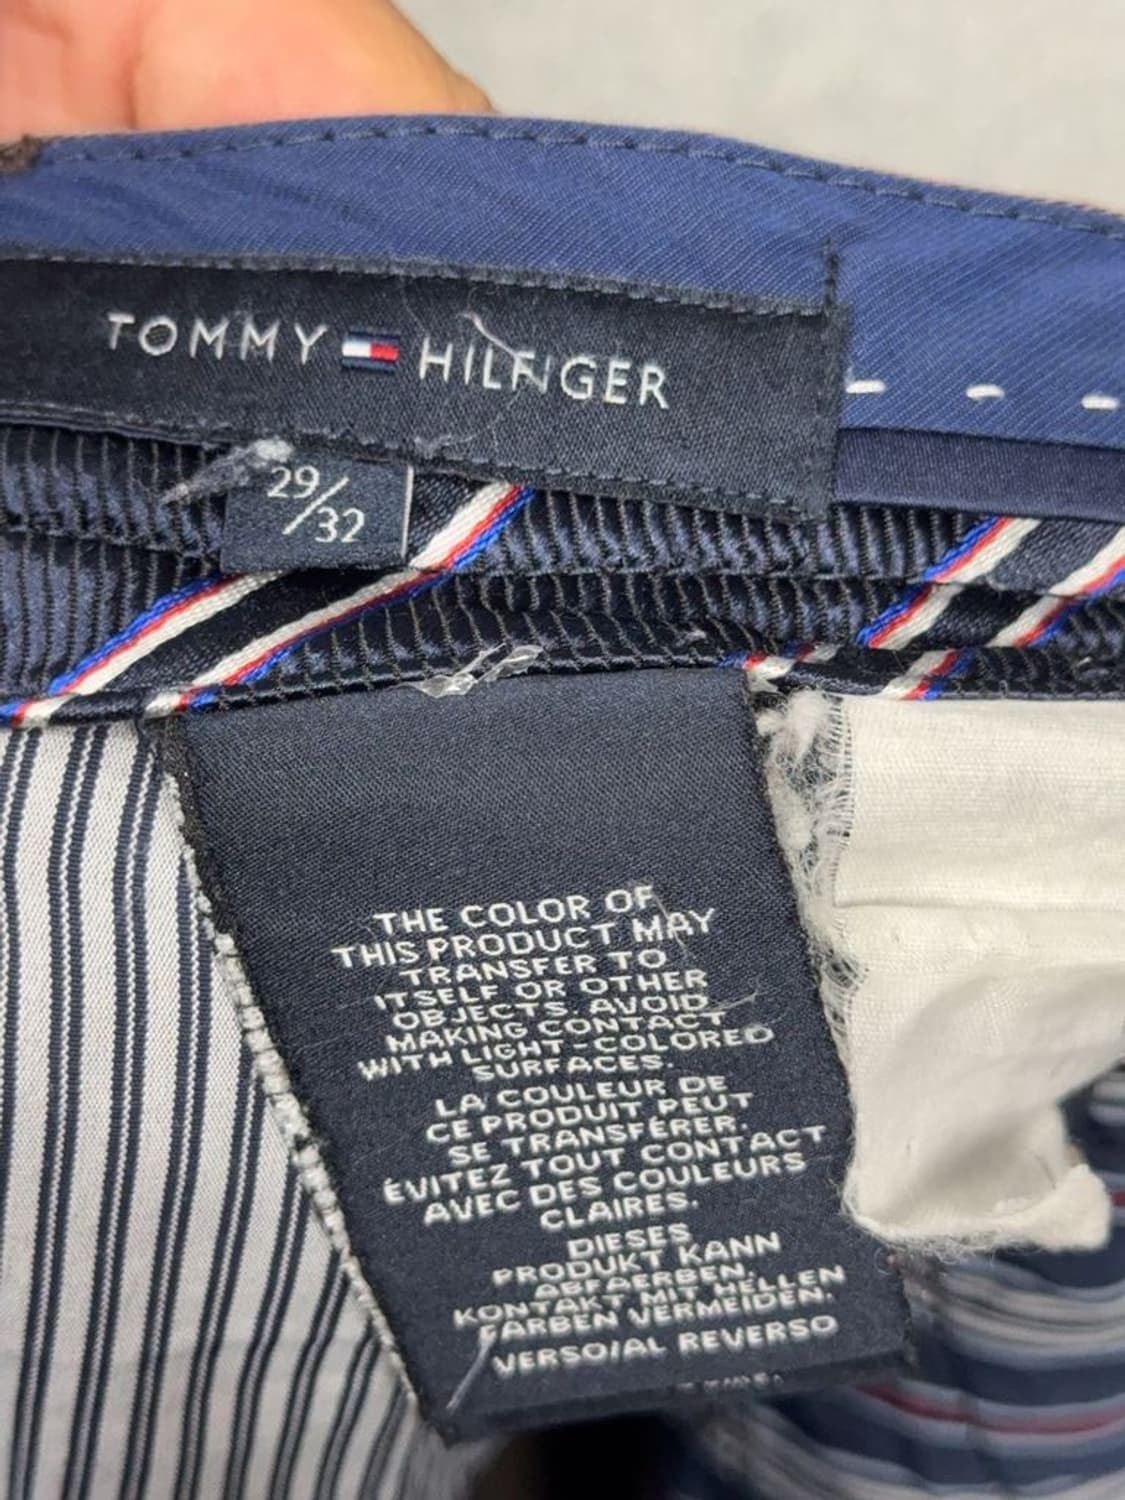 TOMMY HILFIGER
29/32
THE COLOR OF
THIS PRODUCT MAY
TRANSFER TO
ITSELF OR OTHER
OBJECTS. AVOID
MAKING CONTACT
WITH LIGHT-COLORED
SURFACES.
LA COULEUR DE
CE PRODUIT PEUT
SE TRANSFÉRER.
ÉVITEZ TOUT CONTACT
AVEC DES COULEURS
CLAIRES.
DIESES
PRODUKT KANN
ABFAERBEN,
KONTAKT MIT HELLEN
FARBEN VERMEIDEN.
VERSO/AL REVERSO